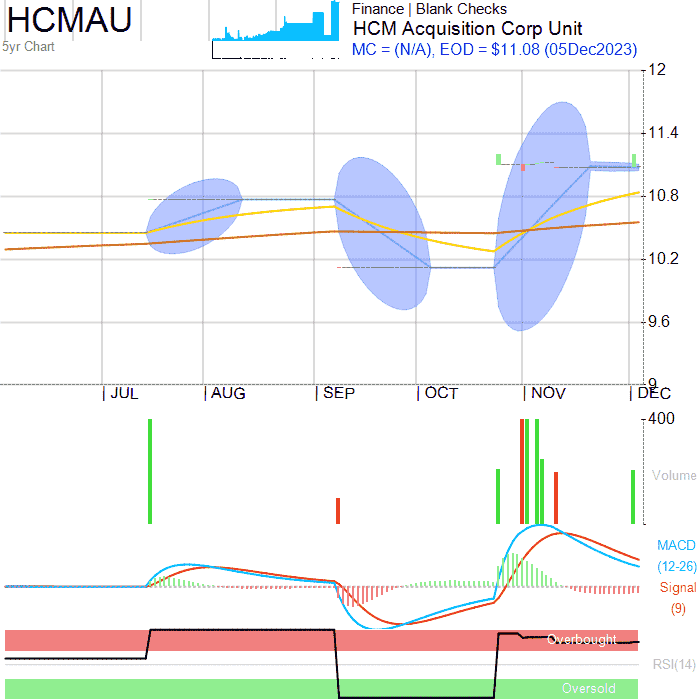 HCMAU
5yr Chart
Finance | Blank Checks
HCM Acquisition Corp Unit
MC = (N/A), EOD = $11.08 (05Dec2023)
12
11.4
10.8
10.2
9.6
9
JUL
AUG
SEP
OCT
NOV
DEC
400
Volume
MACD
(12-26)
Signal
(9)
Overbought
RSI(14)
Oversold